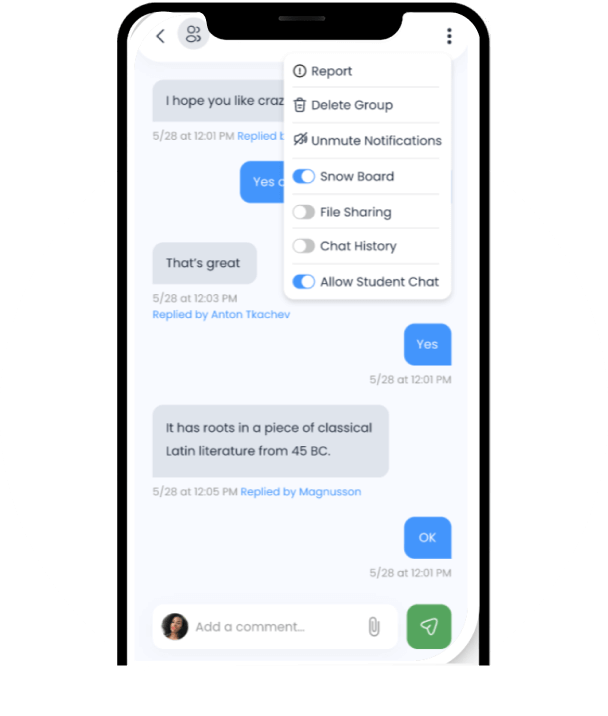 Report
I hope you like craz
Delete Group
5/28 at 12:01 PM Replied
Unmute Notifications
Snow Board
Yes
File Sharing
Chat History
That's great
Allow Student Chat
5/28 at 12:03 PM
Replied by Anton Tkachev
Yes
5/28 at 12:01 PM
It has roots in a piece of classical
Latin literature from 45 BC.
5/28 at 12:05 PM Replied by Magnusson
OK
5/28 at 12:01 PM
Add a comment...